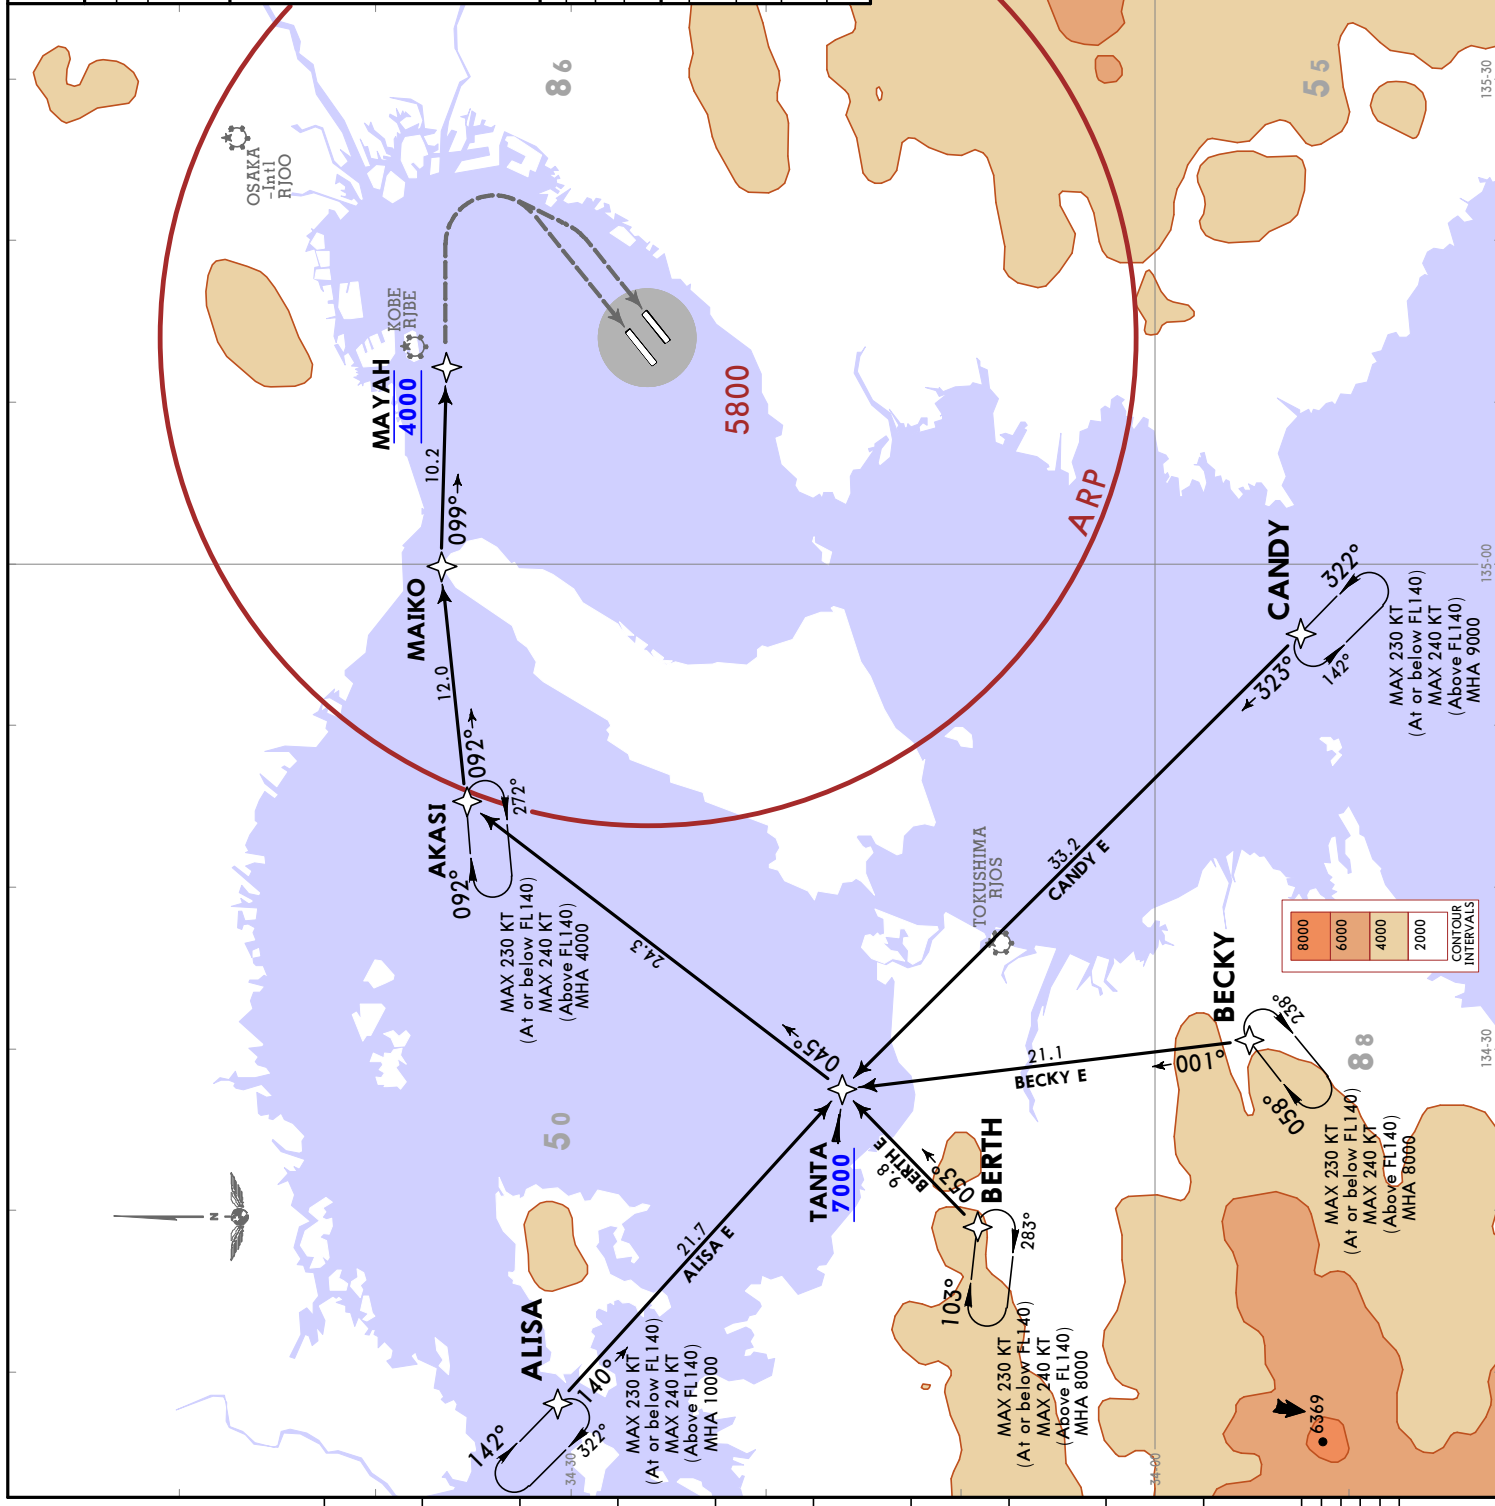 OSAKA
-Intl
RJOO
86
55
135-30
KOBE
RJBE
MAYAH
4000
5800
10.2
099°
ARP
MAIKO
CANDY
322°
142°
323°
MAX 230 KT
(At or below FL140)
MAX 240 KT
(Above FL140)
MHA 9000
135-00
12.0
092°
AKASI
272°
092°
MAX 230 KT
(At or below FL140)
MAX 240 KT
(Above FL140)
MHA 4000
24.3
045°
33.2
CANDY E
TOKUSHIMA
RJOS
8000
6000
4000
2000
CONTOUR
INTERVALS
BECKY
238°
058°
001°
21.1
BECKY E
88
134-30
MAX 230 KT
(At or below FL140)
MAX 240 KT
(Above FL140)
MHA 8000
50
TANTA
7000
9.8
BERTH E
053°
BERTH
283°
103°
MAX 230 KT
(At or below FL140)
MAX 240 KT
(Above FL140)
MHA 8000
N
21.7
ALISA E
ALISA
140°
142°
322°
MAX 230 KT
(At or below FL140)
MAX 240 KT
(Above FL140)
MHA 10000
34-30
34-00
6369